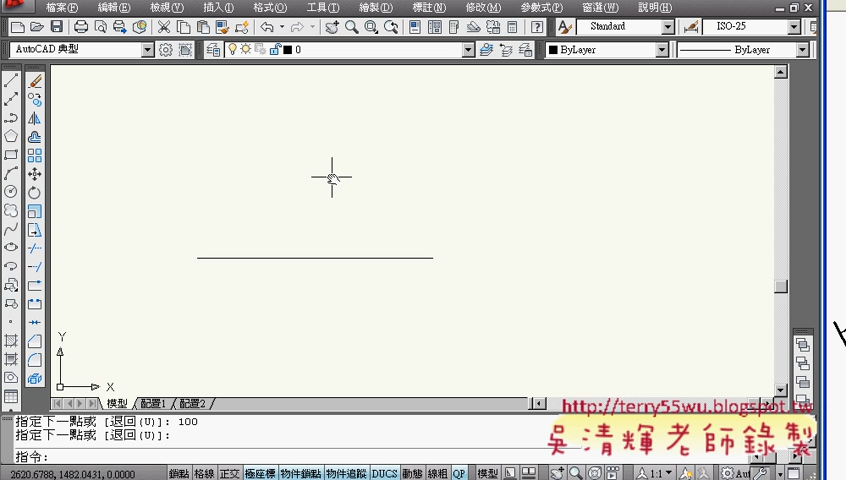 檔案(F) 編輯(E) 檢視(V) 插入(I) 格式(O) 工具(T) 繪製(D) 標註(N) 修改(M) 參數式(P) 窗選(W) 說明(H)
Standard ISO-25
AutoCAD 典型 0 ByLayer ByLayer
Y
X
模型 配置1 配置2
指定下一點或 [退回(U)]: 100
指定下一點或 [退回(U)]:
指令:
http://terry55wu.blogspot.tw
吳清輝老師錄製
2620.6788, 1482.0431, 0.0000 鎖點 格線 正交 極座標 物件鎖點 物件追蹤 DUCS 動態 線粗 QP 模型 1:1